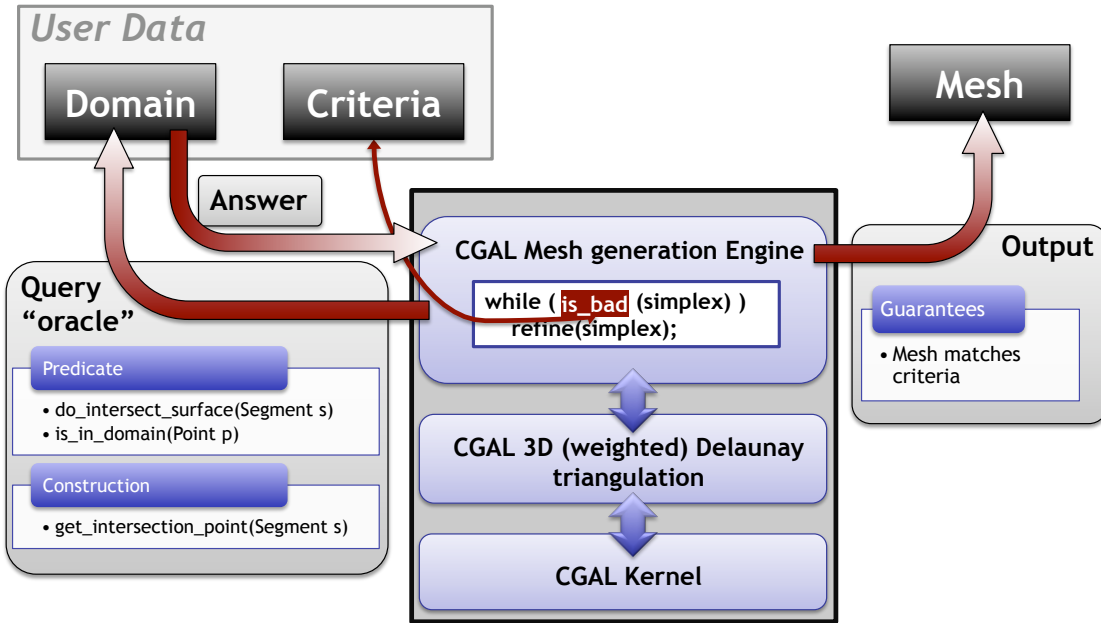 User Data
Domain
Criteria
Mesh
Answer
Query
“oracle”
Predicate
• do_intersect_surface(Segment s)
• is_in_domain(Point p)
Construction
• get_intersection_point(Segment s)
CGAL Mesh generation Engine
while ( is_bad (simplex) )
refine(simplex);
CGAL 3D (weighted) Delaunay
triangulation
CGAL Kernel
Output
Guarantees
• Mesh matches
criteria